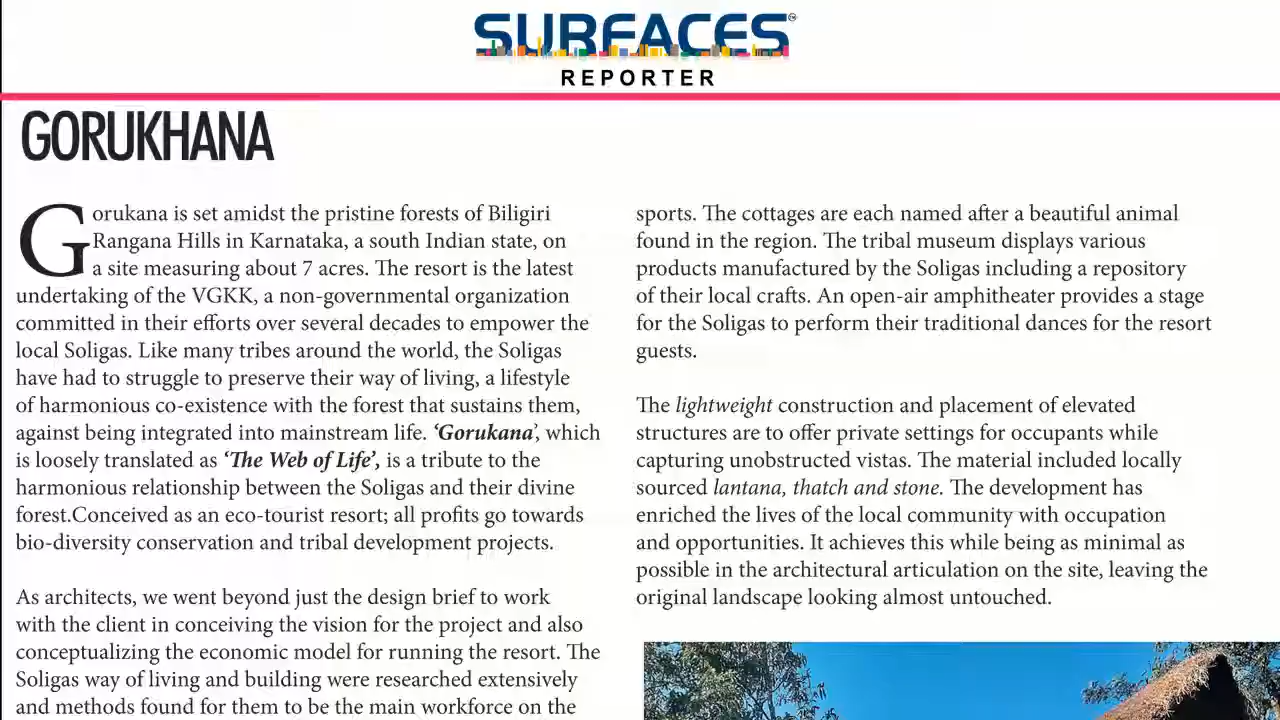 SURFACES
REPORTER
GORUKHANA
Gorukana is set amidst the pristine forests of Biligiri
Rangana Hills in Karnataka, a south Indian state, on
a site measuring about 7 acres. The resort is the latest
undertaking of the VGKK, a non-governmental organization
committed in their efforts over several decades to empower the
local Soligas. Like many tribes around the world, the Soligas
have had to struggle to preserve their way of living, a lifestyle
of harmonious co-existence with the forest that sustains them,
against being integrated into mainstream life. ‘Gorukana’, which
is loosely translated as ‘The Web of Life’, is a tribute to the
harmonious relationship between the Soligas and their divine
forest.Conceived as an eco-tourist resort; all profits go towards
bio-diversity conservation and tribal development projects.
As architects, we went beyond just the design brief to work
with the client in conceiving the vision for the project and also
conceptualizing the economic model for running the resort. The
Soligas way of living and building were researched extensively
and methods found for them to be the main workforce on the
sports. The cottages are each named after a beautiful animal
found in the region. The tribal museum displays various
products manufactured by the Soligas including a repository
of their local crafts. An open-air amphitheater provides a stage
for the Soligas to perform their traditional dances for the resort
guests.
The lightweight construction and placement of elevated
structures are to offer private settings for occupants while
capturing unobstructed vistas. The material included locally
sourced lantana, thatch and stone. The development has
enriched the lives of the local community with occupation
and opportunities. It achieves this while being as minimal as
possible in the architectural articulation on the site, leaving the
original landscape looking almost untouched.